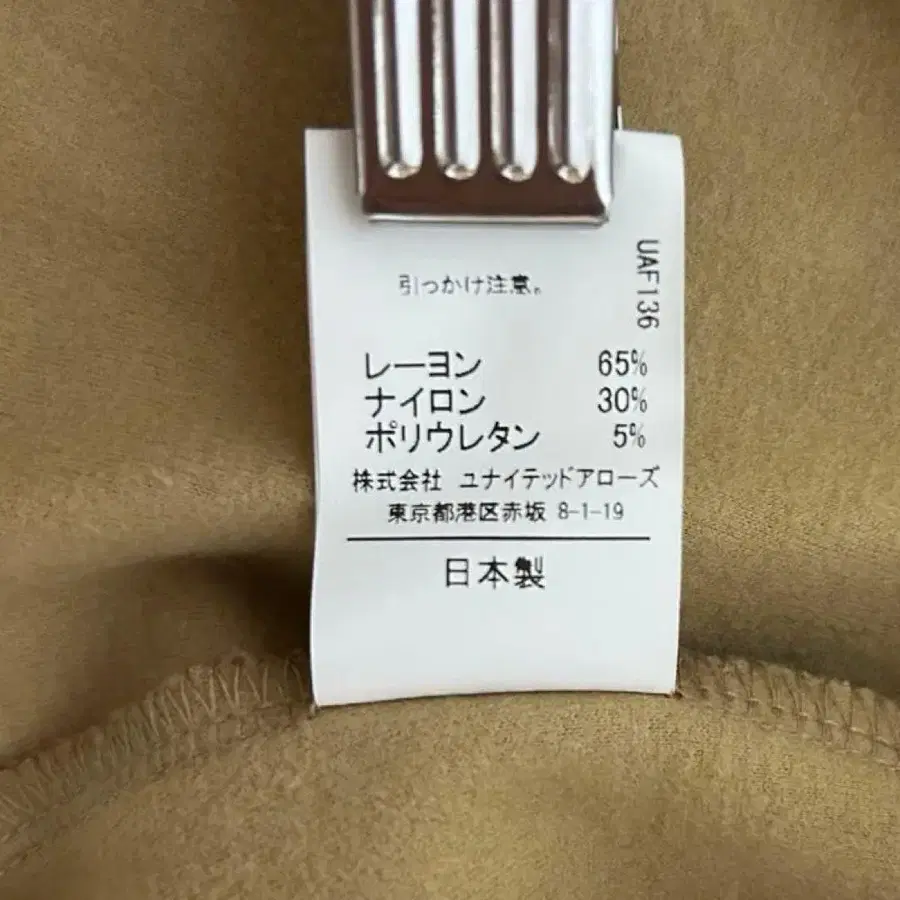 引っかけ注意。
UAF136
レーヨン 65%
ナイロン 30%
ポリウレタン 5%
株式会社 ユナイテッドアローズ
東京都港区赤坂 8-1-19
日本製